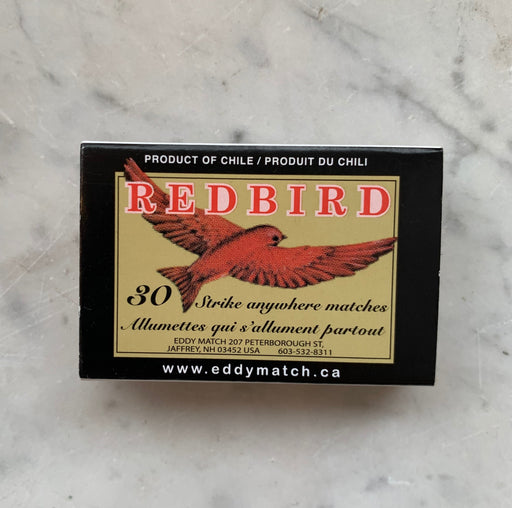 PRODUCT OF CHILE / PRODUIT DU CHILI
REDBIRD
30 Strike anywhere matches
Allumettes qui s'allument partout
EDDY MATCH 207 PETERBOROUGH ST,
JAFFREY, NH 03452 USA 603-532-8311
www.eddymatch.ca